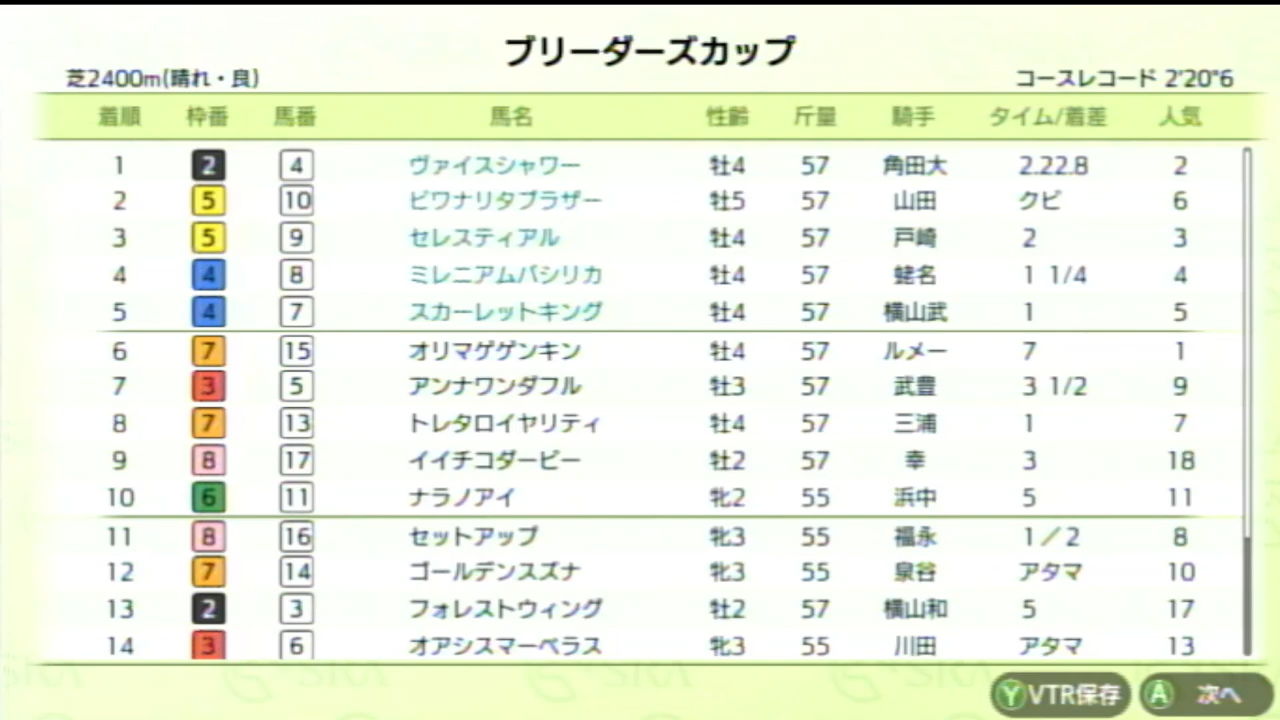 ブリーダーズカップ
芝2400m(晴れ・良) コースレコード 2'20"6
着順 枠番 馬番 馬名 性齢 斤量 騎手 タイム/着差 人気
1 2 4 ヴァイスシャワー 牡4 57 角田大 2.22.8 2
2 5 10 ビワナリタブラザー 牡5 57 山田 クビ 6
3 5 9 セレスティアル 牡4 57 戸崎 2 3
4 4 8 ミレニアムバシリカ 牡4 57 蛯名 1 1/4 4
5 4 7 スカーレットキング 牡4 57 横山武 1 5
6 7 15 オリマゲゲンキン 牡4 57 ルメー 7 1
7 3 5 アンナワンダフル 牡3 57 武豊 3 1/2 9
8 7 13 トレタロイヤリティ 牡4 57 三浦 1 7
9 8 17 イイチコダービー 牡2 57 幸 3 18
10 6 11 ナラノアイ 牝2 55 浜中 5 11
11 8 16 セットアップ 牝3 55 福永 1／2 8
12 7 14 ゴールデンスズナ 牝3 55 泉谷 アタマ 10
13 2 3 フォレストウィング 牡2 57 横山和 5 17
14 3 6 オアシスマーベラス 牝3 55 川田 アタマ 13
Y VTR保存 A 次へ